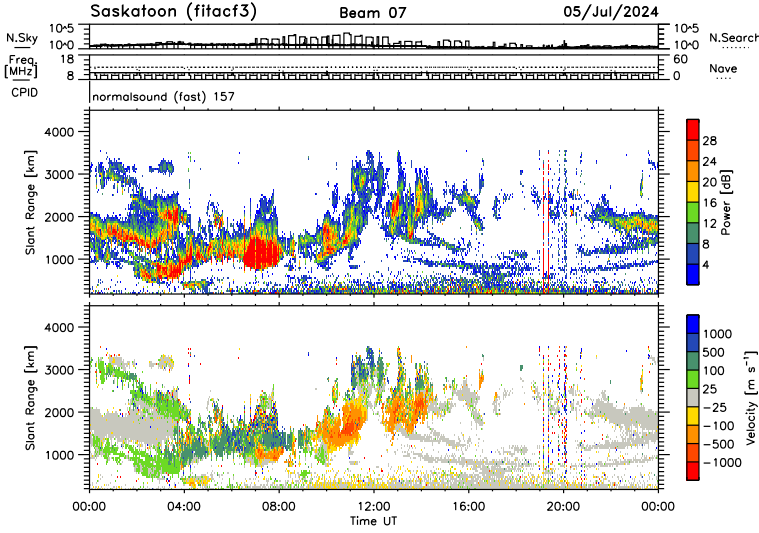 Saskatoon (fitacf3) Beam 07 05/Jul/2024
N.Sky 10^5 10^0 10^5 10^0 N.Search
Freq. [MHz] 18 8 60 0 Nave
CPID normalsound (fast) 157
Slant Range [km]
4000
3000
2000
1000
28
24
20
16
12
8
4
Power [dB]
Slant Range [km]
4000
3000
2000
1000
1000
500
100
25
-25
-100
-500
-1000
Velocity [m s⁻¹]
00:00 04:00 08:00 12:00 16:00 20:00 00:00
Time UT